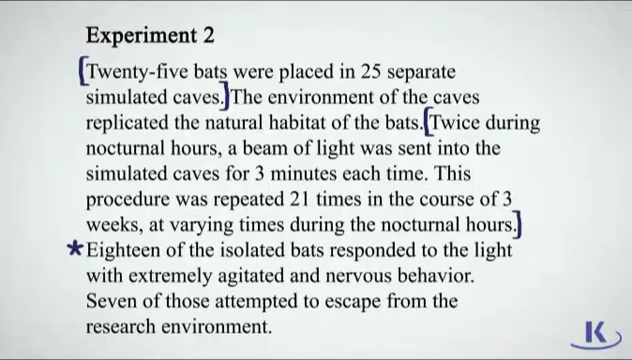 Experiment 2
Twenty-five bats were placed in 25 separate
simulated caves. The environment of the caves
replicated the natural habitat of the bats. Twice during
nocturnal hours, a beam of light was sent into the
simulated caves for 3 minutes each time. This
procedure was repeated 21 times in the course of 3
weeks, at varying times during the nocturnal hours.
*Eighteen of the isolated bats responded to the light
with extremely agitated and nervous behavior.
Seven of those attempted to escape from the
research environment.
K